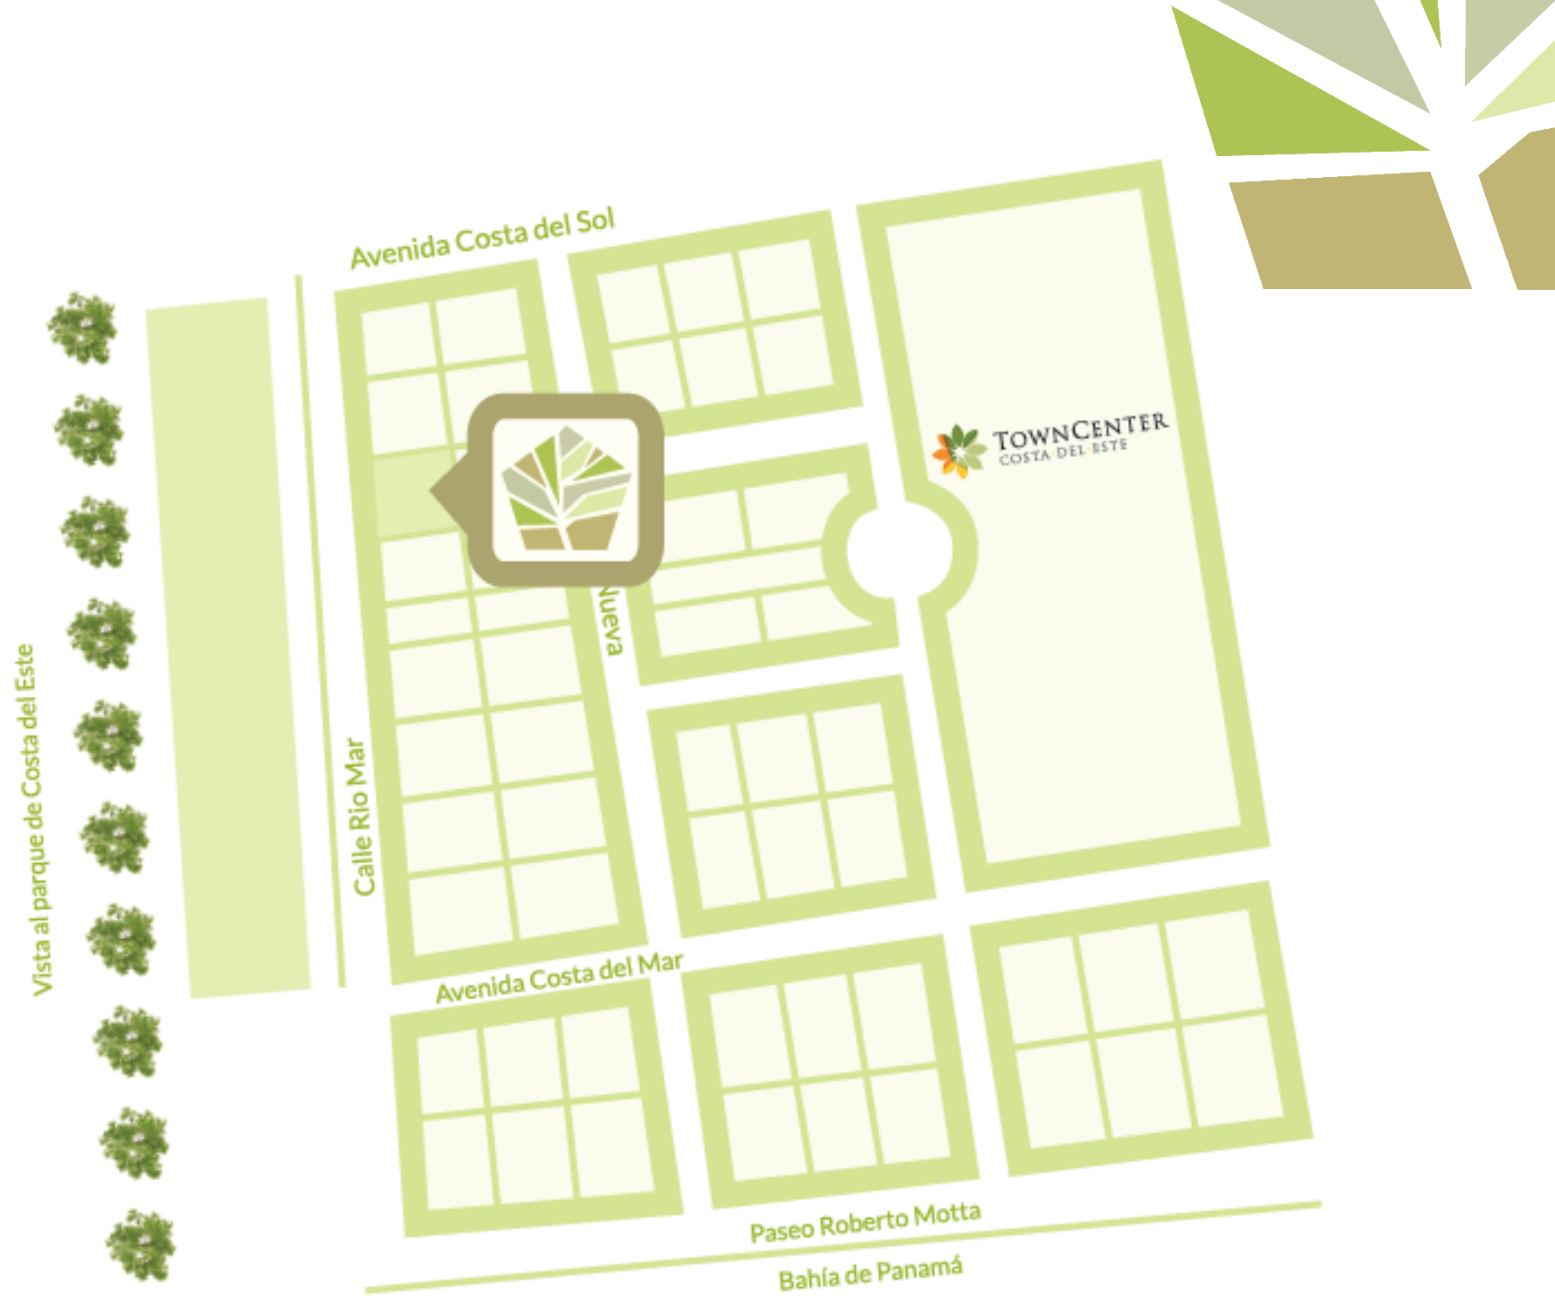 Avenida Costa del Sol
TOWNCENTER
COSTA DEL ESTE
Nueva
Vista al parque de Costa del Este
Calle Rio Mar
Avenida Costa del Mar
Paseo Roberto Motta
Bahía de Panamá